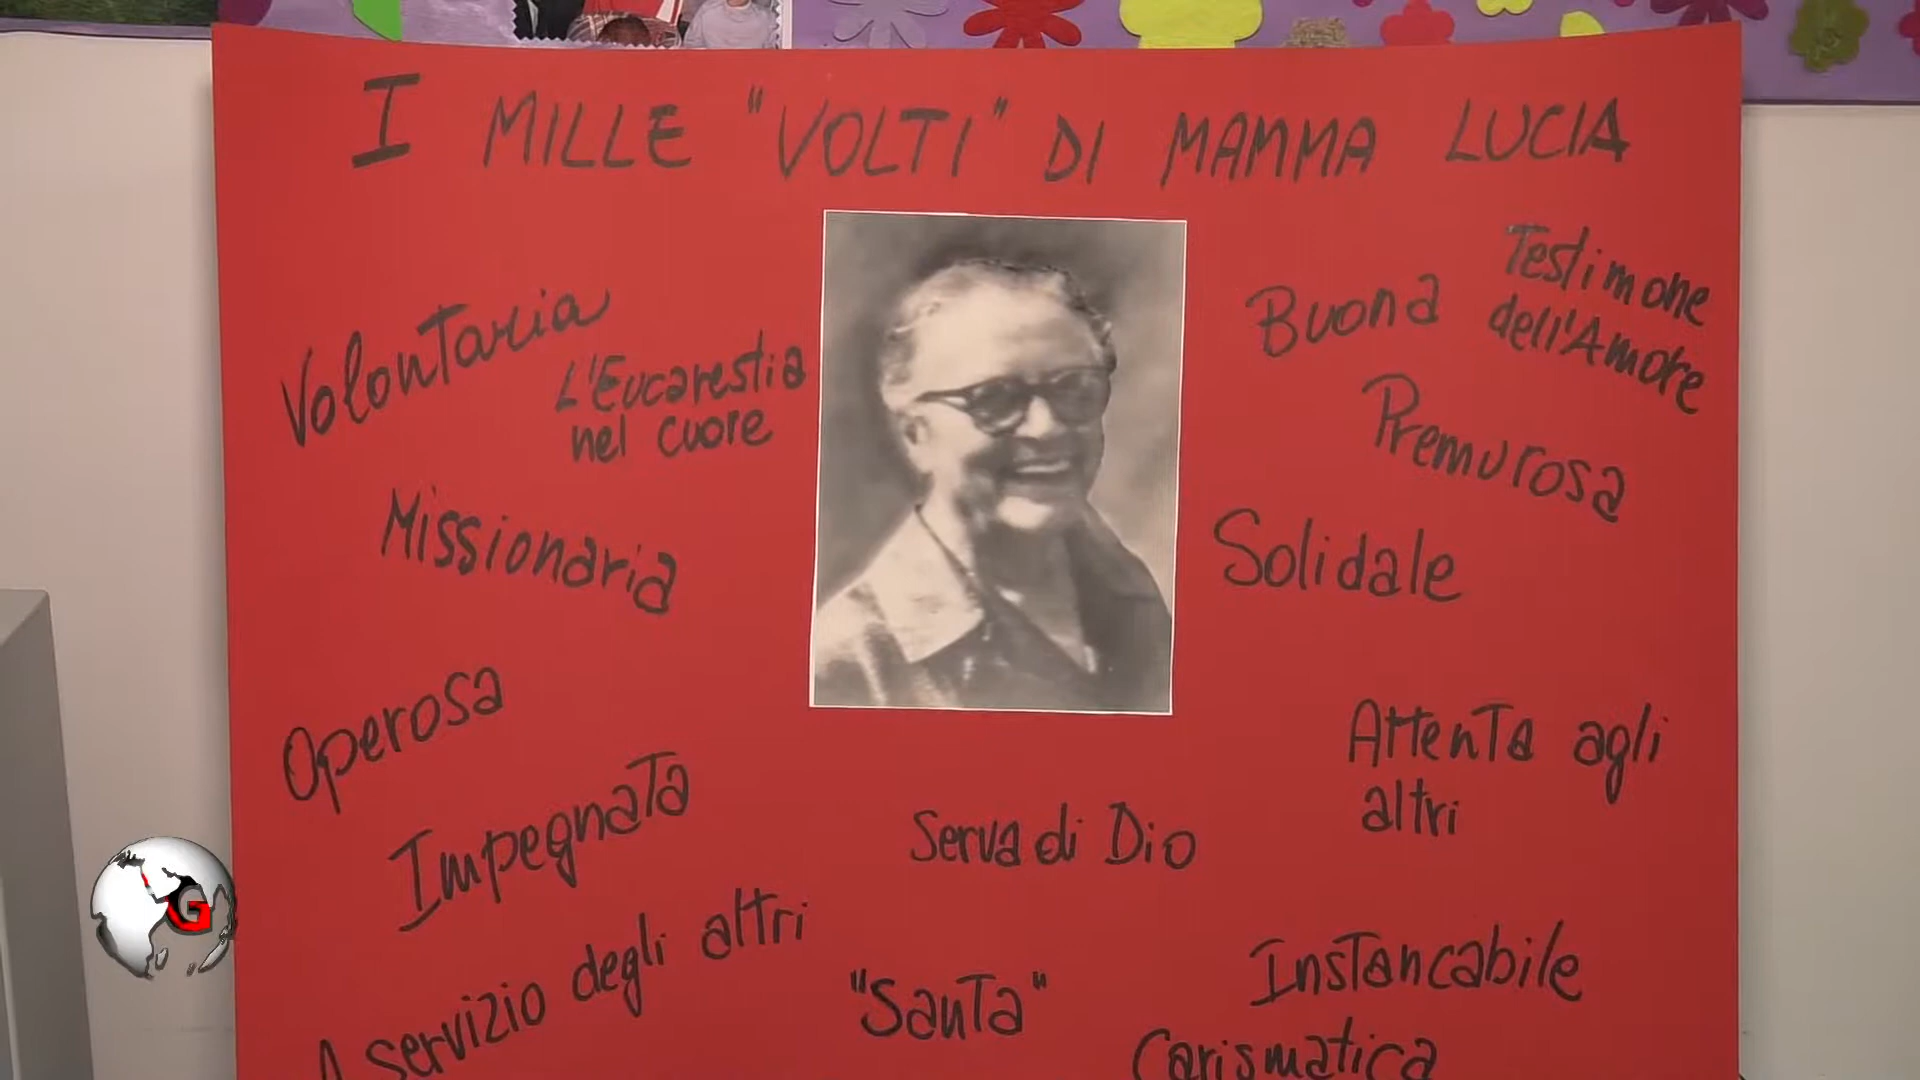 I MILLE "VOLTI" DI MAMMA LUCIA
Volontaria
L'Eucarestia
nel cuore
Buona
Testimone
dell'Amore
Premurosa
Missionaria
Solidale
Operosa
Impegnata
Attenta agli
altri
Serva di Dio
A servizio degli altri
"Santa"
Instancabile
Carismatica
G